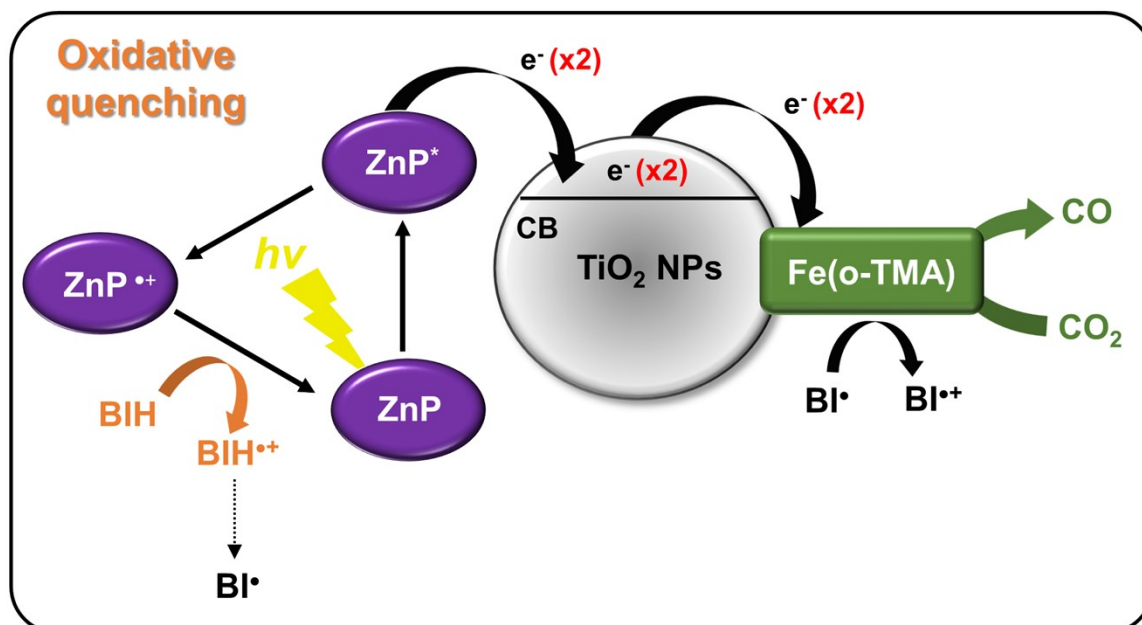 Oxidative
quenching
e⁻ (x2)
e⁻ (x2)
ZnP*
e⁻ (x2)
CB
TiO₂ NPs
Fe(o-TMA)
CO
CO₂
ZnP •+
hv
ZnP
BIH
BIH•+
BI•
BI•
BI•+